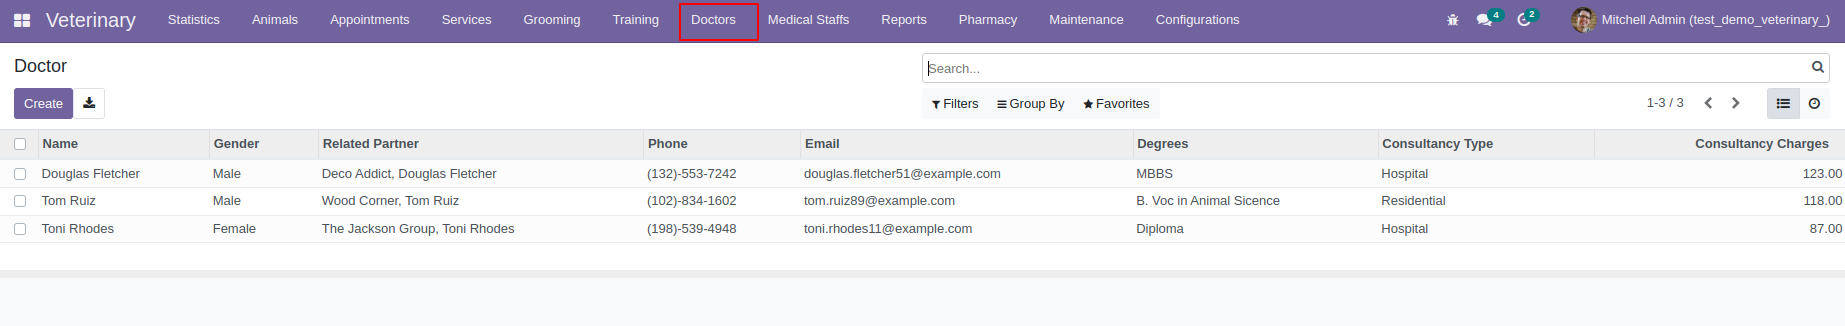 Veterinary Statistics Animals Appointments Services Grooming Training Doctors Medical Staffs Reports Pharmacy Maintenance Configurations 4 2 Mitchell Admin (test_demo_veterinary_)
Doctor Search...
Create Filters Group By Favorites 1-3 / 3
Name Gender Related Partner Phone Email Degrees Consultancy Type Consultancy Charges
Douglas Fletcher Male Deco Addict, Douglas Fletcher (132)-553-7242 douglas.fletcher51@example.com MBBS Hospital 123.00
Tom Ruiz Male Wood Corner, Tom Ruiz (102)-834-1602 tom.ruiz89@example.com B. Voc in Animal Sicence Residential 118.00
Toni Rhodes Female The Jackson Group, Toni Rhodes (198)-539-4948 toni.rhodes11@example.com Diploma Hospital 87.00